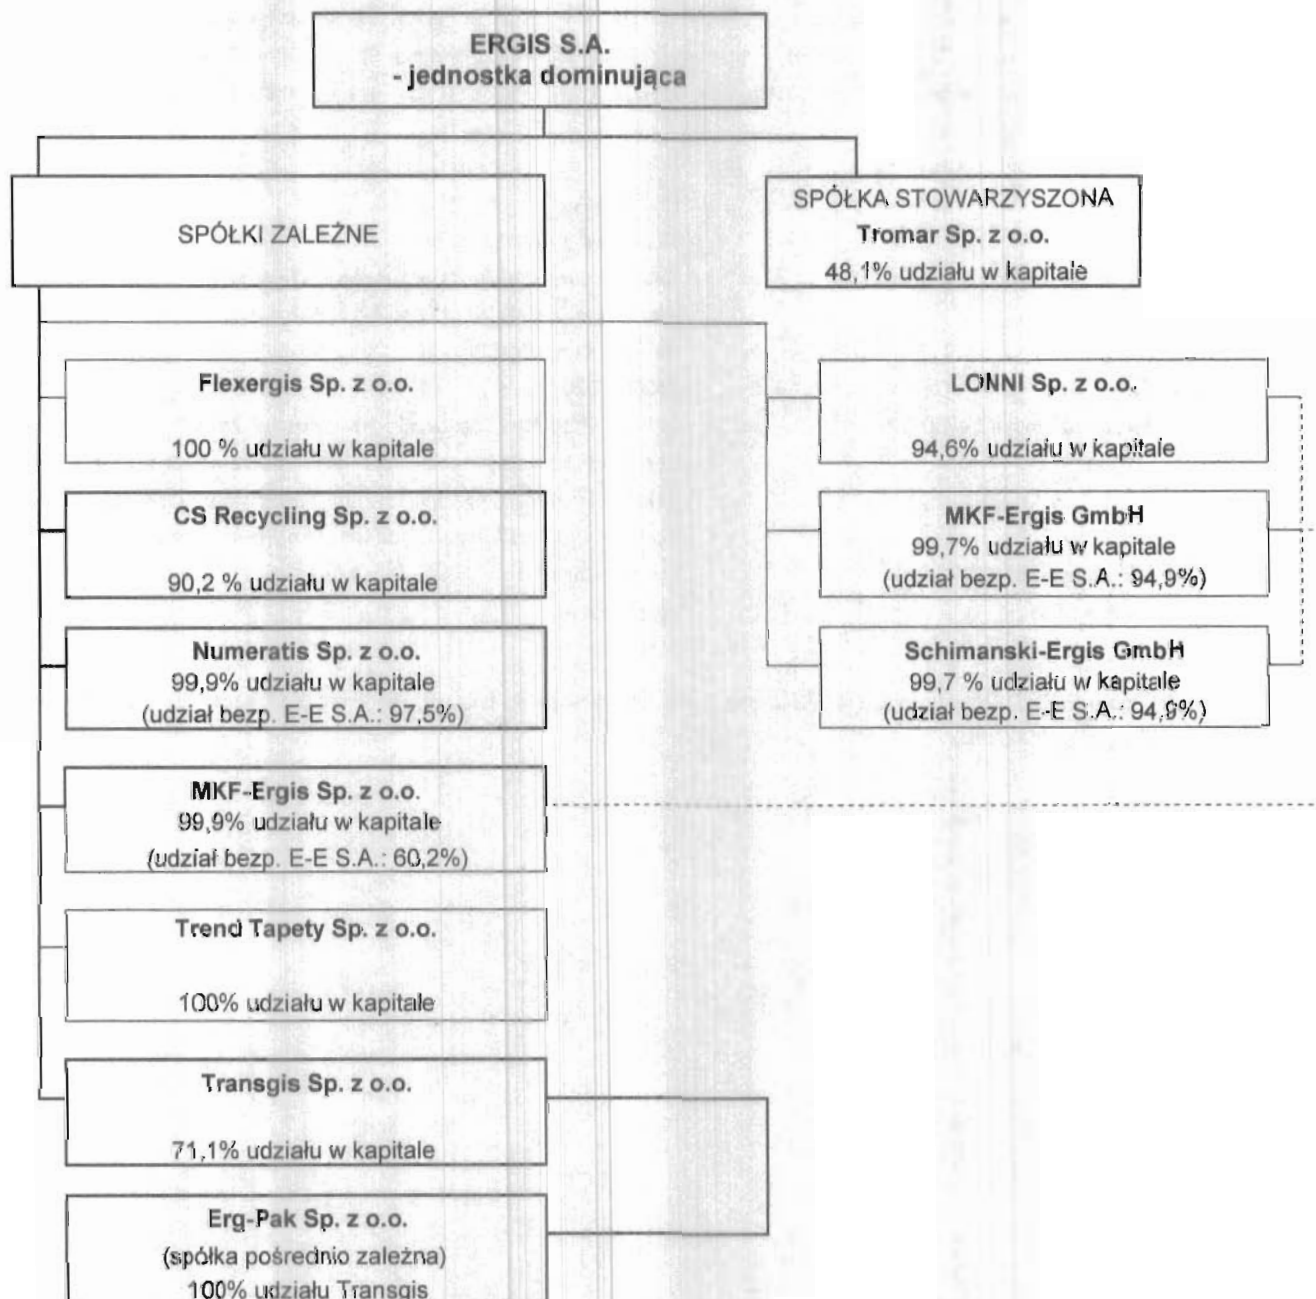 ERGIS S.A.
- jednostka dominująca
SPÓŁKI ZALEŻNE
SPÓŁKA STOWARZYSZONA
Tromar Sp. z o.o.
48,1% udziału w kapitale
Flexergis Sp. z o.o.
100 % udziału w kapitale
CS Recycling Sp. z o.o.
90,2 % udziału w kapitale
Numeratis Sp. z o.o.
99,9% udziału w kapitale
(udział bezp. E-E S.A.: 97,5%)
MKF-Ergis Sp. z o.o.
99,9% udziału w kapitale
(udział bezp. E-E S.A.: 60,2%)
Trend Tapety Sp. z o.o.
100% udziału w kapitale
Transgis Sp. z o.o.
71,1% udziału w kapitale
Erg-Pak Sp. z o.o.
(spółka pośrednio zależna)
100% udziału Transgis
LONNI Sp. z o.o.
94,6% udziału w kapitale
MKF-Ergis GmbH
99,7% udziału w kapitale
(udział bezp. E-E S.A.: 94,9%)
Schimanski-Ergis GmbH
99,7 % udziału w kapitale
(udział bezp. E-E S.A.: 94,9%)